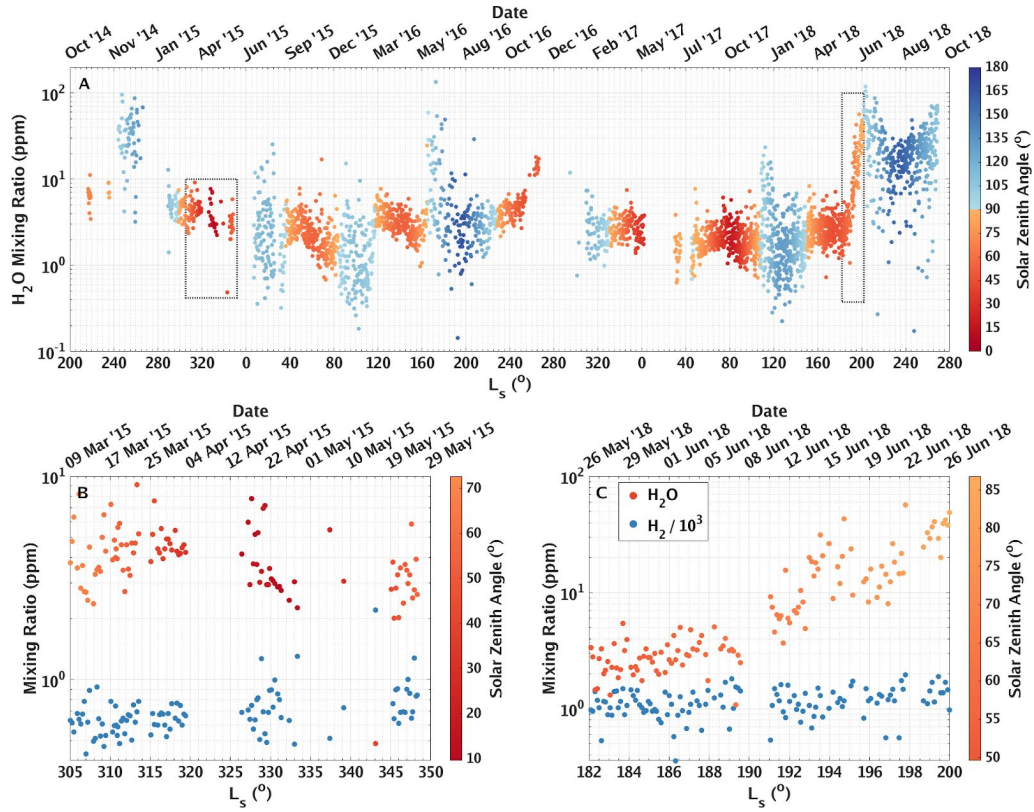 Date
Oct '14 Nov '14 Jan '15 Apr '15 Jun '15 Sep '15 Dec '15 Mar '16 May '16 Aug '16 Oct '16 Dec '16 Feb '17 May '17 Jul '17 Oct '17 Jan '18 Apr '18 Jun '18 Aug '18 Oct '18
A
H2O Mixing Ratio (ppm)
10^2
10^1
10^0
10^-1
200 240 280 320 0 40 80 120 160 200 240 280 320 0 40 80 120 160 200 240 280
Ls (°)
180
165
150
135
120
105
90
75
60
45
30
15
0
Solar Zenith Angle (°)
Date
09 Mar '15 17 Mar '15 25 Mar '15 04 Apr '15 12 Apr '15 22 Apr '15 01 May '15 10 May '15 19 May '15 29 May '15
B
Mixing Ratio (ppm)
10^1
10^0
305 310 315 320 325 330 335 340 345 350
Ls (°)
70
60
50
40
30
20
10
Solar Zenith Angle (°)
Date
26 May '18 29 May '18 01 Jun '18 05 Jun '18 08 Jun '18 12 Jun '18 15 Jun '18 19 Jun '18 22 Jun '18 26 Jun '18
C
H2O
H2 / 10^3
Mixing Ratio (ppm)
10^2
10^1
10^0
182 184 186 188 190 192 194 196 198 200
Ls (°)
85
80
75
70
65
60
55
50
Solar Zenith Angle (°)